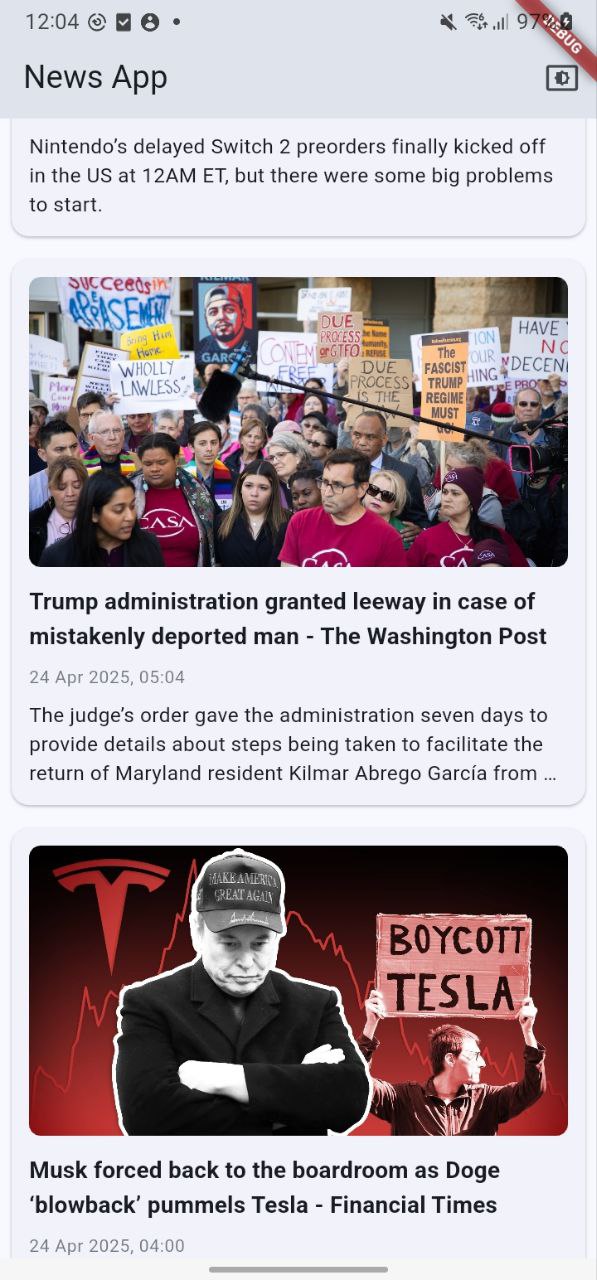 12:04
97%
DEBUG
News App
Nintendo’s delayed Switch 2 preorders finally kicked off
in the US at 12AM ET, but there were some big problems
to start.
SUCCEEDS
APPEASEMENT
Bring Him
Home.
WHOLLY
LAWLESS
DUE
PROCESS
or GTFO
DUE
PROCESS
IS THE
The
FASCIST
TRUMP
REGIME
MUST
GO!
HAVE
NO
CASA
CASA
Trump administration granted leeway in case of
mistakenly deported man - The Washington Post
24 Apr 2025, 05:04
The judge’s order gave the administration seven days to
provide details about steps being taken to facilitate the
return of Maryland resident Kilmar Abrego García from …
MAKE AMERICA
GREAT AGAIN
BOYCOTT
TESLA
Musk forced back to the boardroom as Doge
‘blowback’ pummels Tesla - Financial Times
24 Apr 2025, 04:00